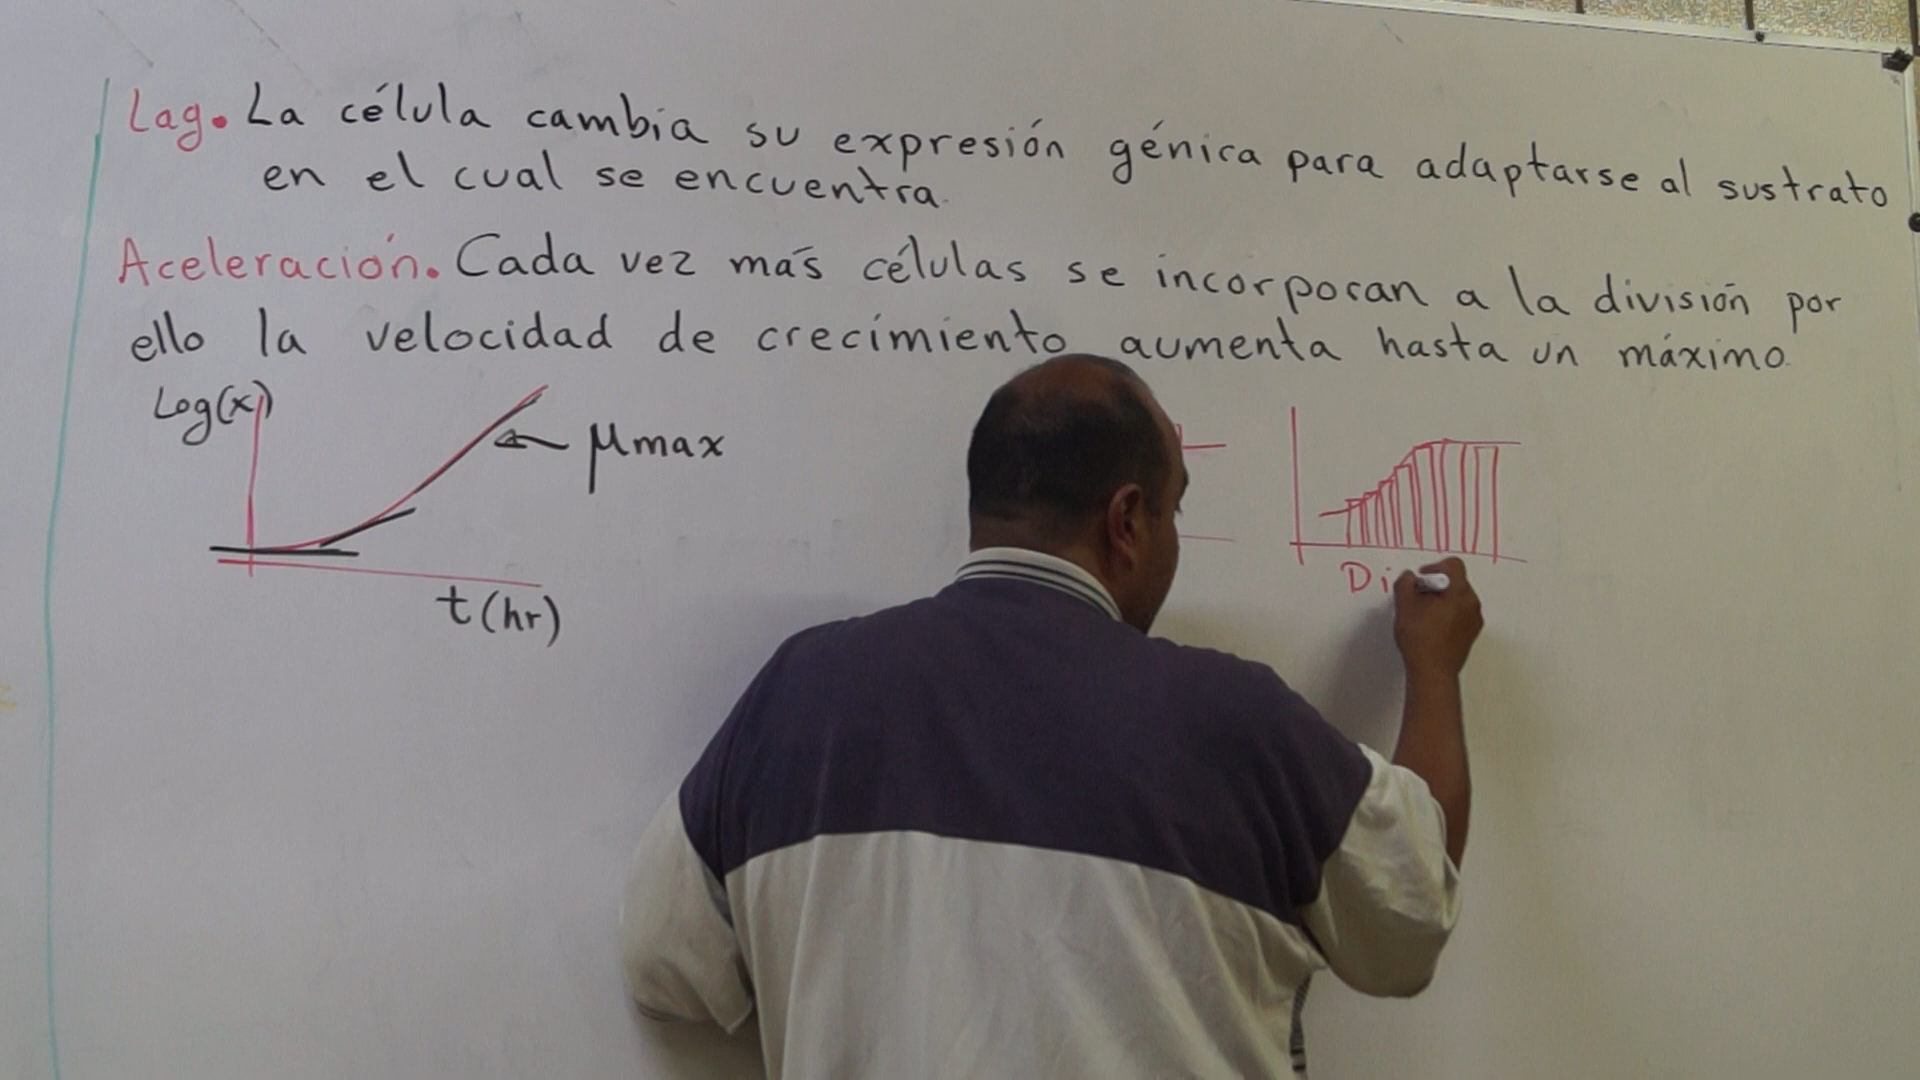 Lag. La célula cambia su expresión génica para adaptarse al sustrato
en el cual se encuentra.
Aceleración. Cada vez más células se incorporan a la división por
ello la velocidad de crecimiento aumenta hasta un máximo.
Log(x)
μmax
t(hr)
Di